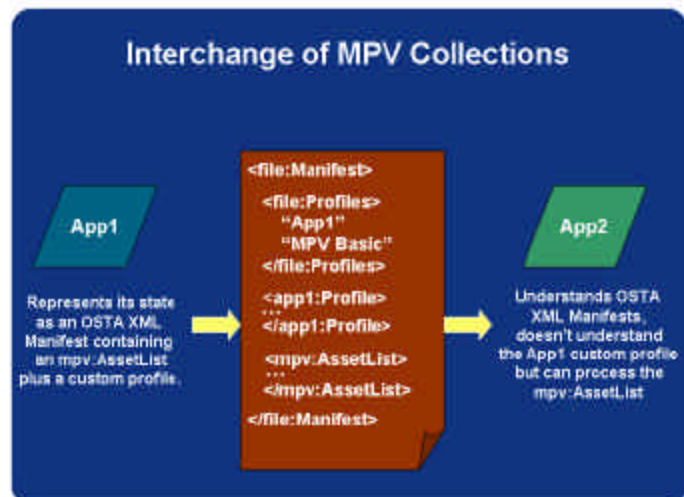 Interchange of MPV Collections
App1
Represents its state
as an OSTA XML
Manifest containing
an mpv:AssetList
plus a custom profile.
<file:Manifest>
<file:Profiles>
“App1”
“MPV Basic”
</file:Profiles>
<app1:Profile>
...
</app1:Profile>
<mpv:AssetList>
...
</mpv:AssetList>
</file:Manifest>
App2
Understands OSTA
XML Manifests,
doesn't understand
the App1 custom profile
but can process the
mpv:AssetList